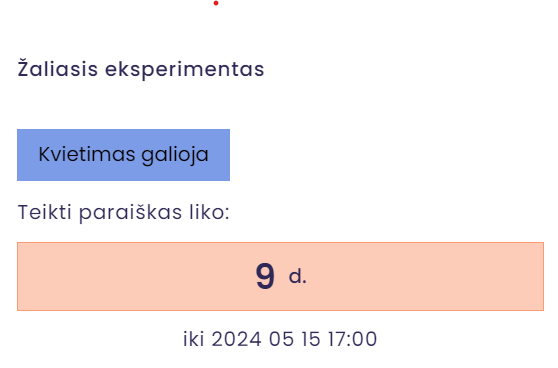 Žaliasis eksperimentas
Kvietimas galioja
Teikti paraiškas liko:
9 d.
iki 2024 05 15 17:00